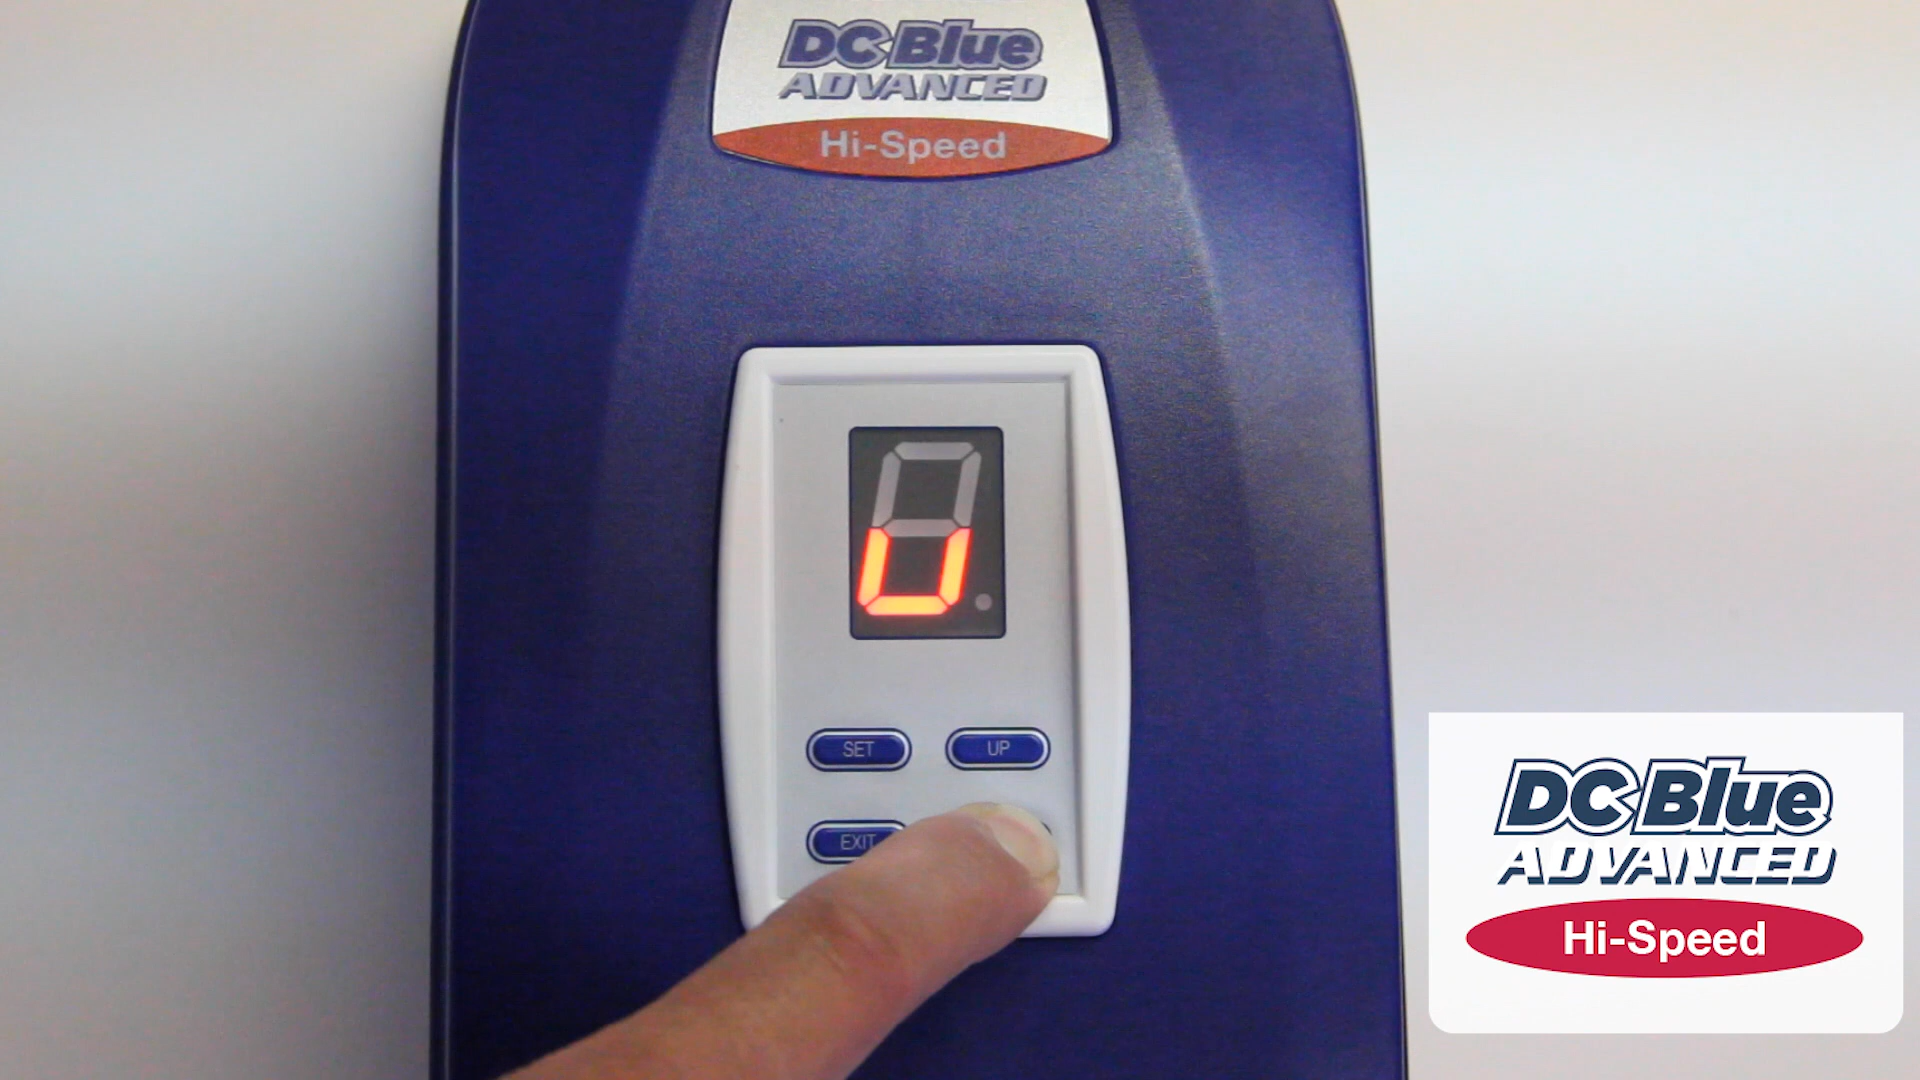 DC Blue
ADVANCED
Hi-Speed
u
SET
UP
EXIT
DC Blue
ADVANCED
Hi-Speed